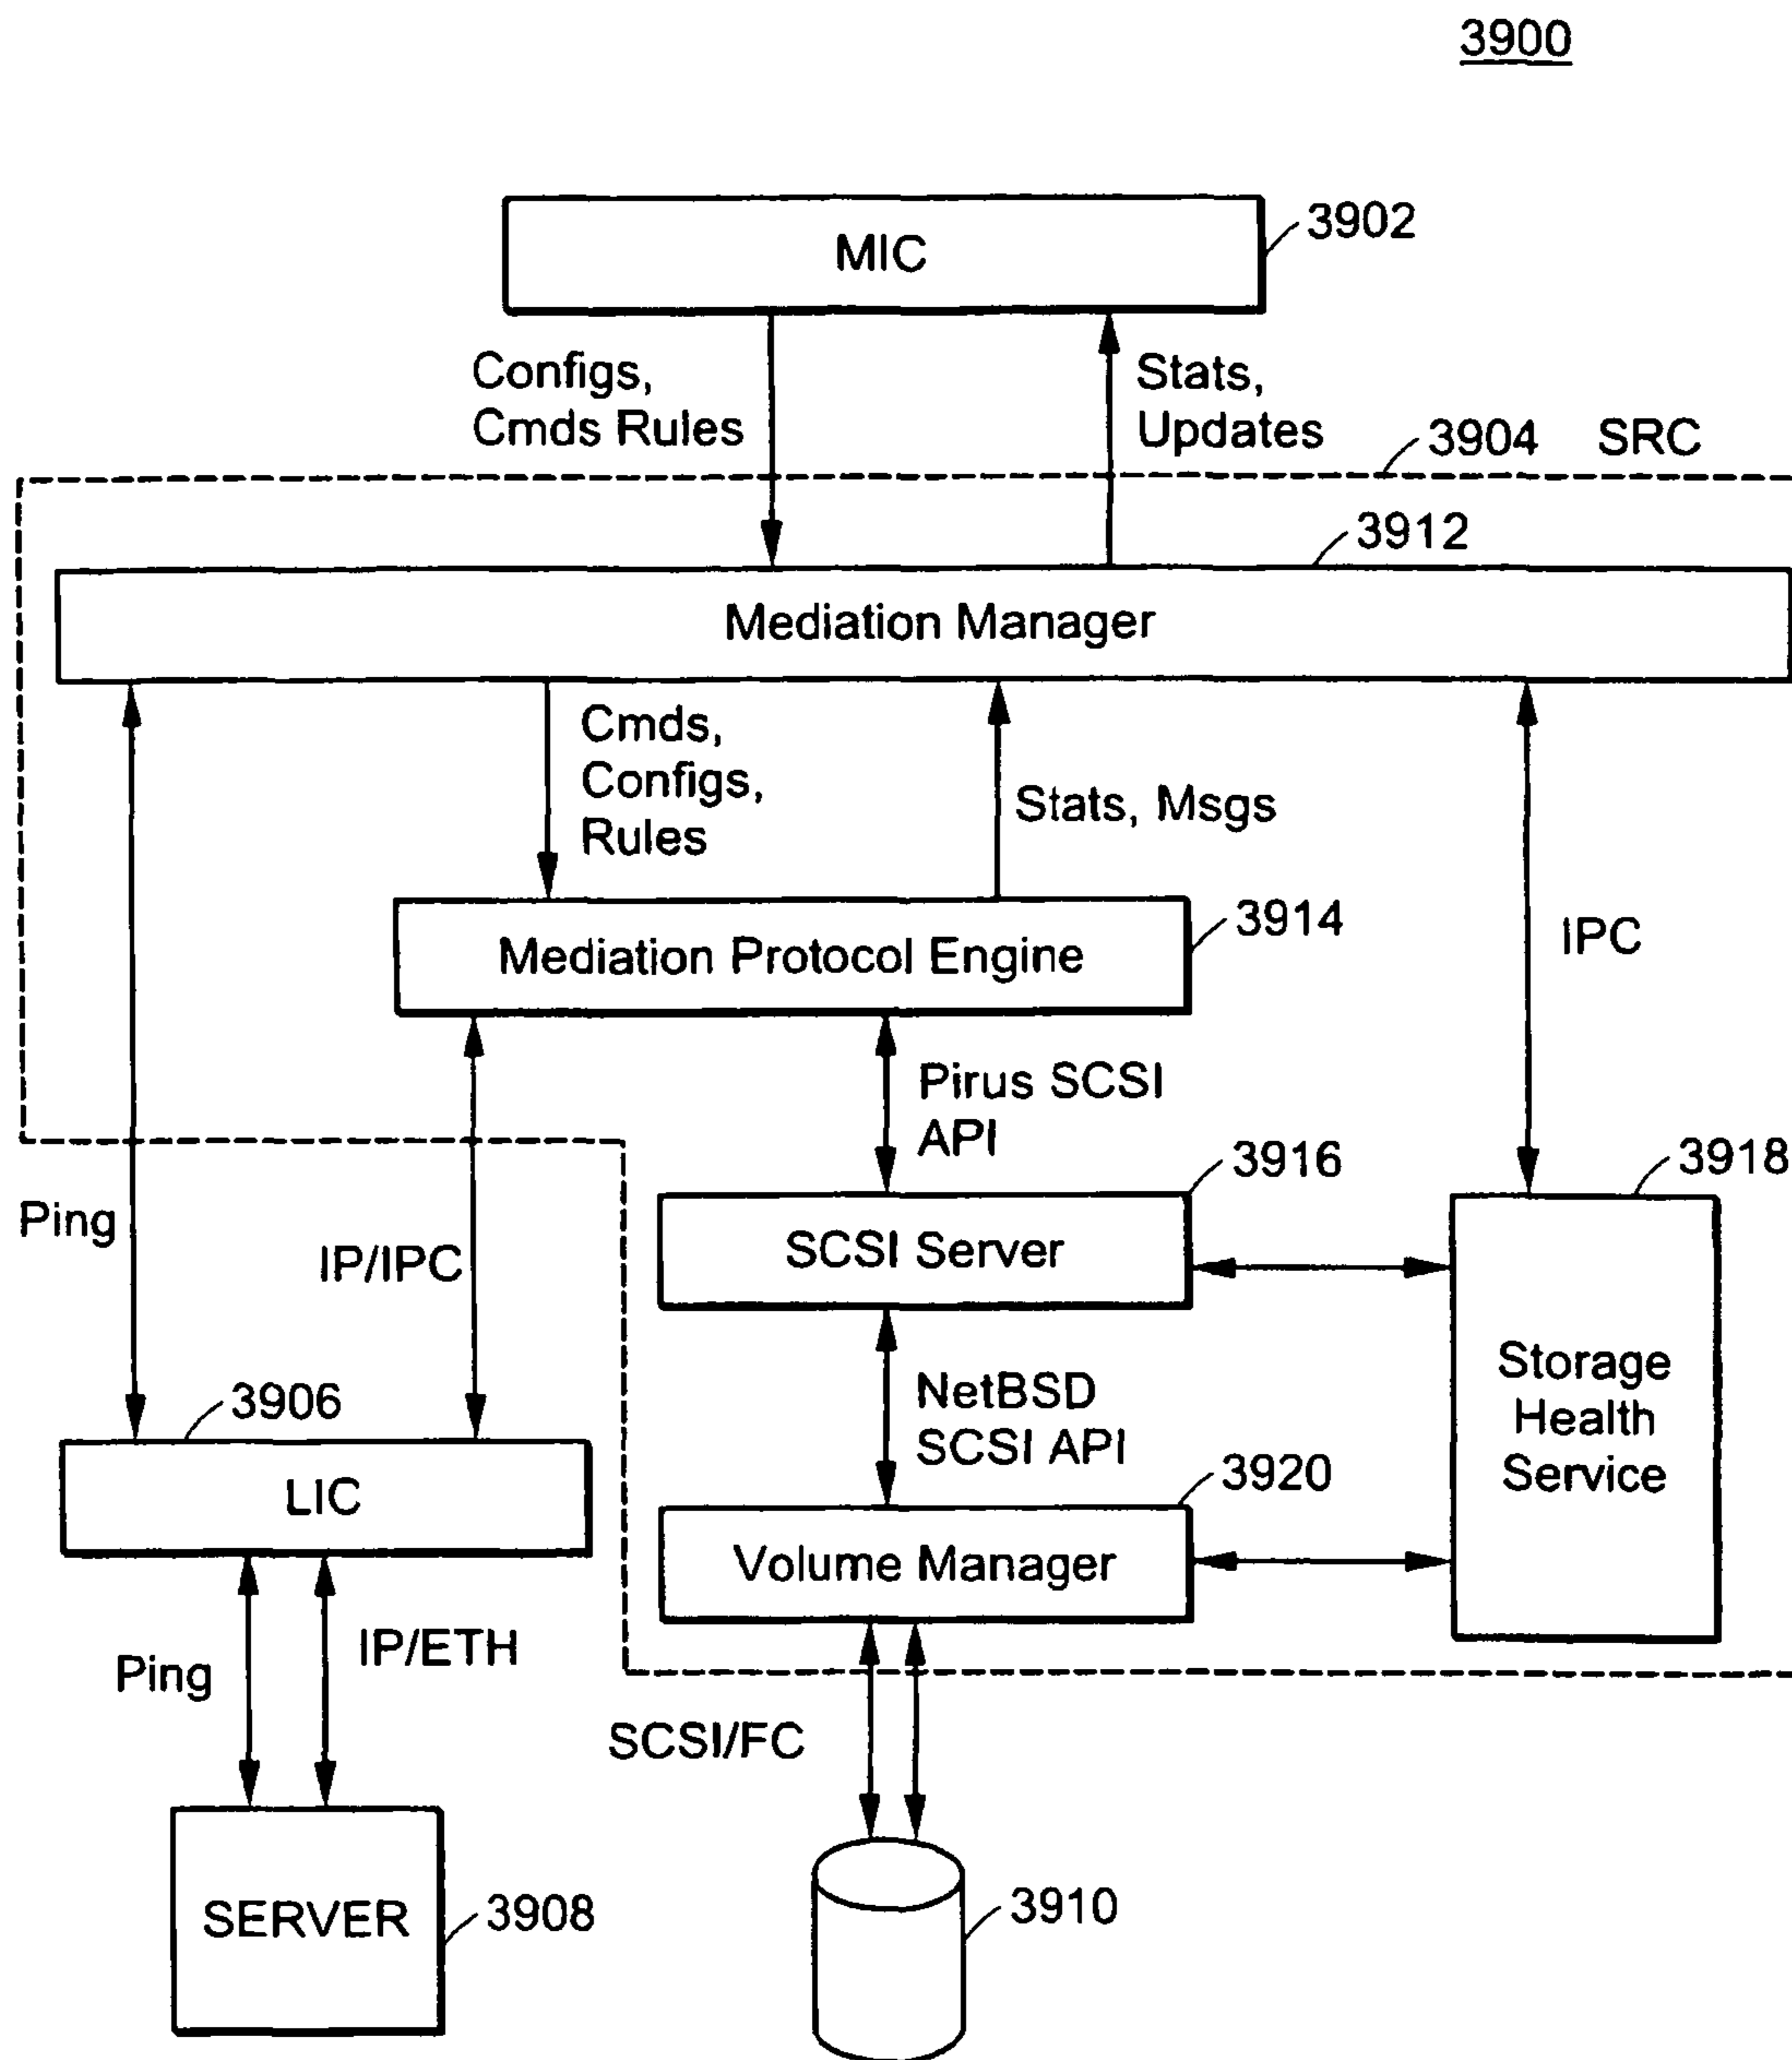 3900
MIC
3902
Configs,
Cmds Rules
Stats,
Updates
3904
SRC
3912
Mediation Manager
Cmds,
Configs,
Rules
Stats, Msgs
3914
Mediation Protocol Engine
IPC
Pirus SCSI
API
3916
3918
Ping
IP/IPC
SCSI Server
Storage
Health
Service
3906
NetBSD
SCSI API
3920
LIC
Volume Manager
Ping
IP/ETH
SCSI/FC
SERVER
3908
3910